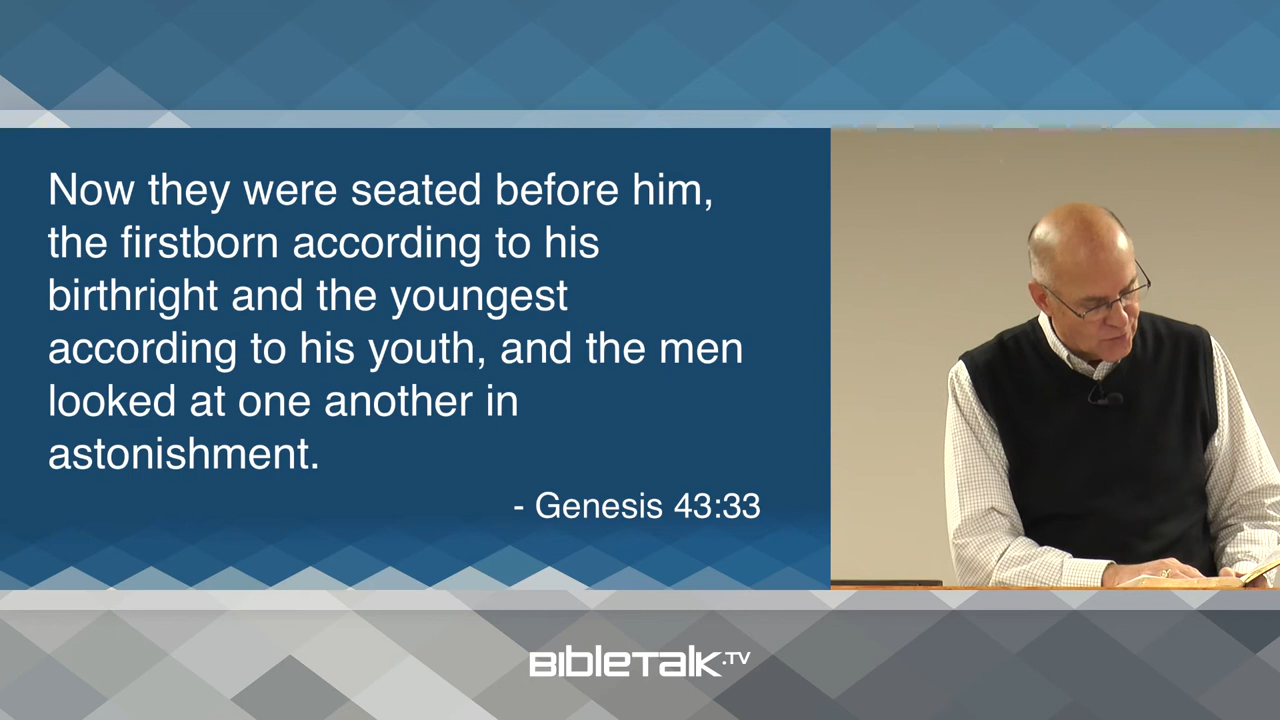 Now they were seated before him,
the firstborn according to his
birthright and the youngest
according to his youth, and the men
looked at one another in
astonishment.
- Genesis 43:33
BIBLETALK.TV